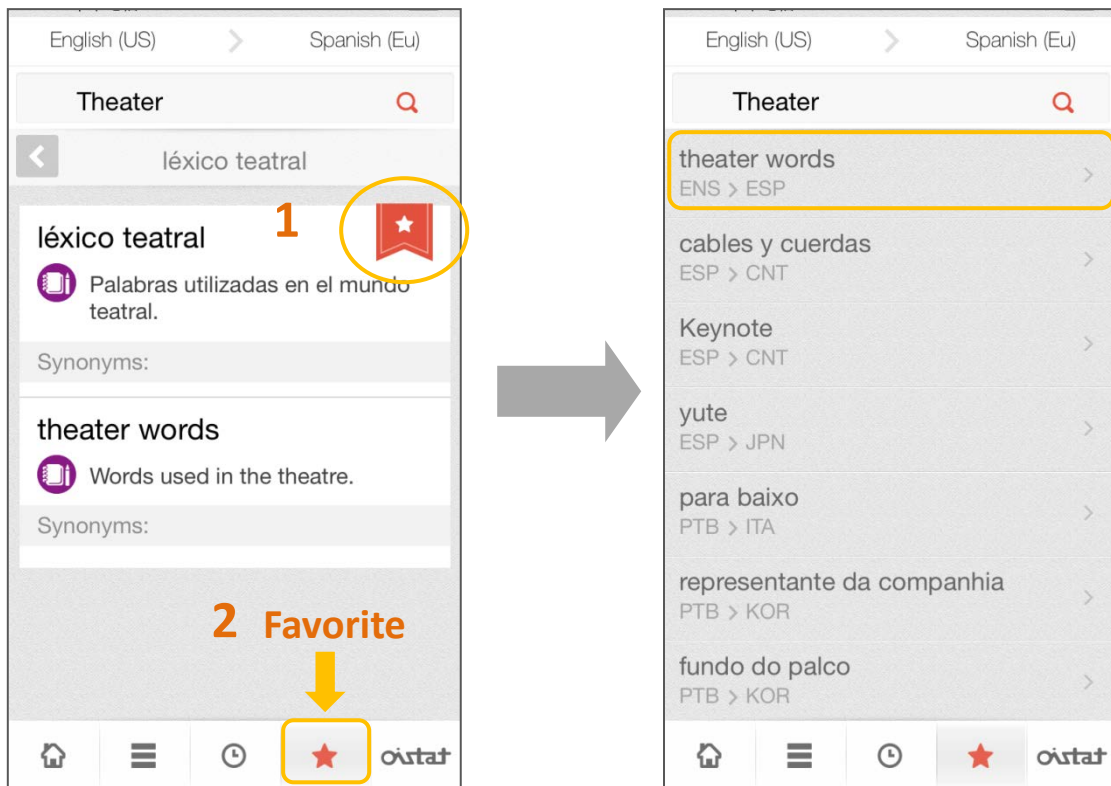 English (US) > Spanish (Eu)
Theater
léxico teatral
1
léxico teatral
Palabras utilizadas en el mundo
teatral.
Synonyms:
theater words
Words used in the theatre.
Synonyms:
2 Favorite
oistat
English (US) > Spanish (Eu)
Theater
theater words
ENS > ESP
cables y cuerdas
ESP > CNT
Keynote
ESP > CNT
yute
ESP > JPN
para baixo
PTB > ITA
representante da companhia
PTB > KOR
fundo do palco
PTB > KOR
oistat